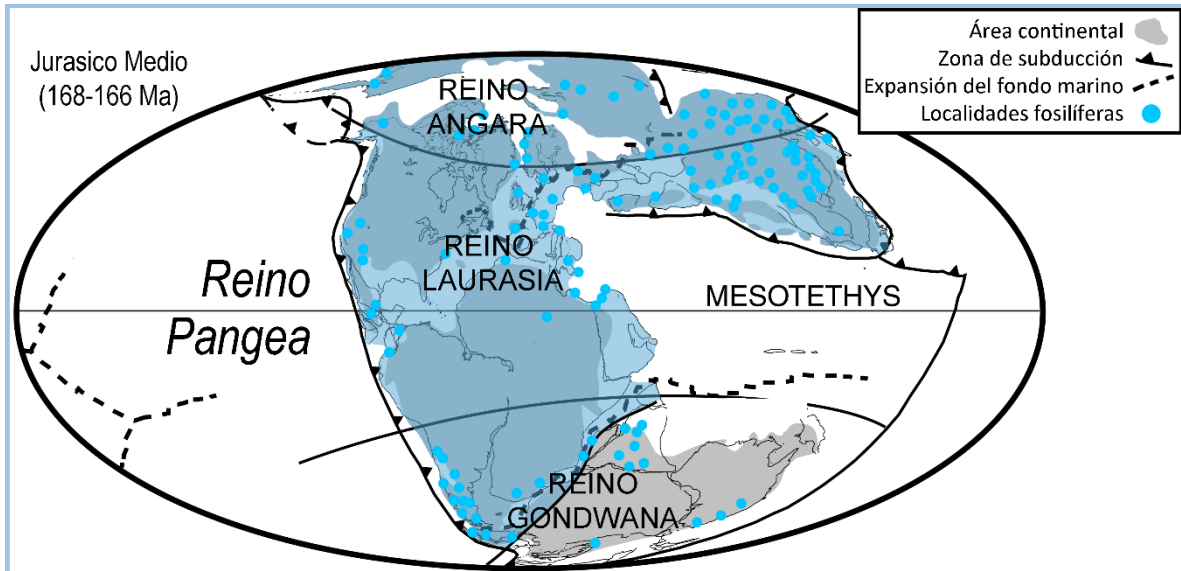 Jurasico Medio
(168-166 Ma)
Área continental
Zona de subducción
Expansión del fondo marino
Localidades fosilíferas
REINO
ANGARA
REINO
LAURASIA
Reino
Pangea
MESOTETHYS
REINO
GONDWANA